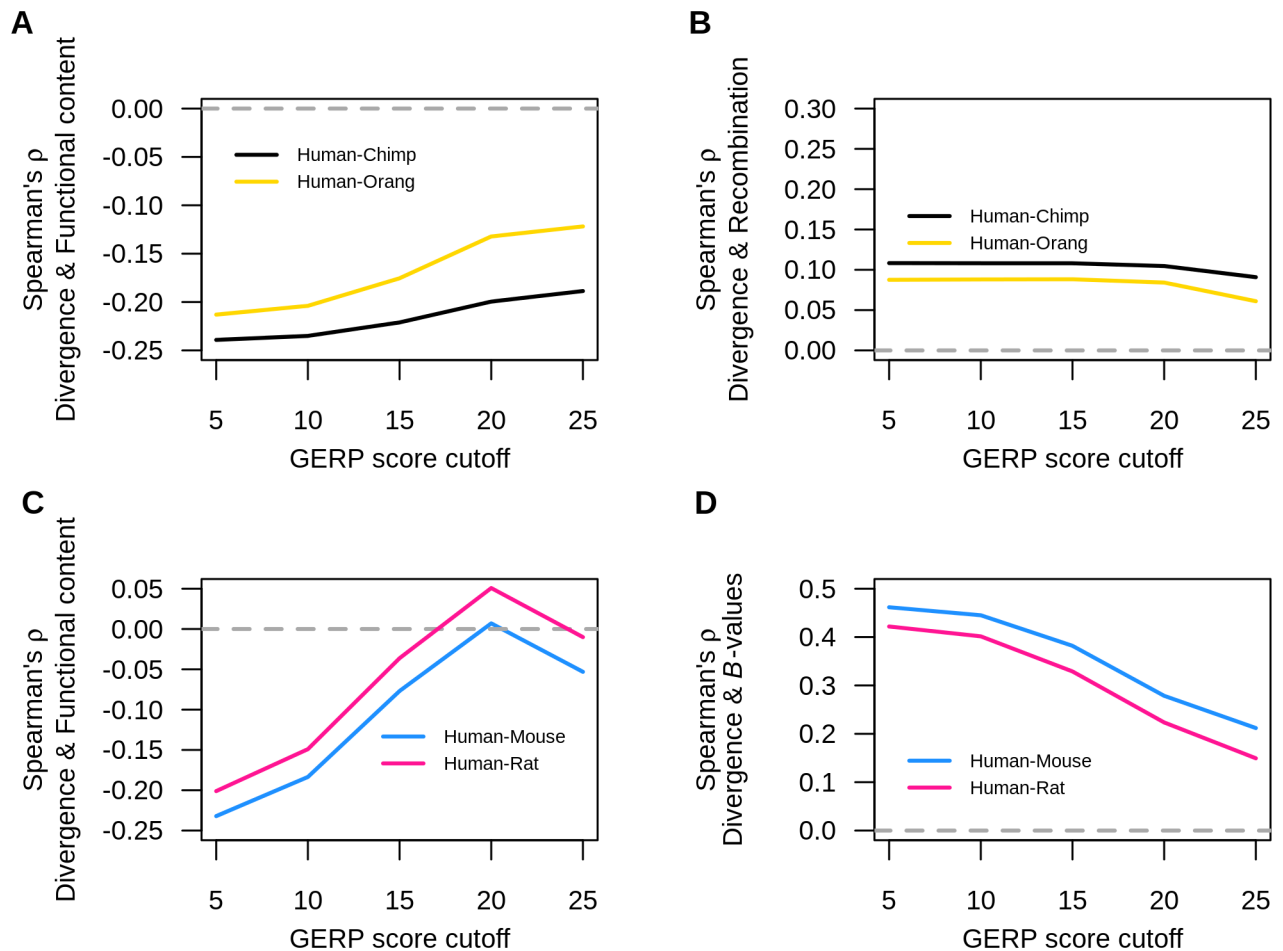 A
Spearman's ρ
Divergence & Functional content
0.00
-0.05
-0.10
-0.15
-0.20
-0.25
Human-Chimp
Human-Orang
5 10 15 20 25
GERP score cutoff
B
Spearman's ρ
Divergence & Recombination
0.30
0.25
0.20
0.15
0.10
0.05
0.00
Human-Chimp
Human-Orang
5 10 15 20 25
GERP score cutoff
C
Spearman's ρ
Divergence & Functional content
0.05
0.00
-0.05
-0.10
-0.15
-0.20
-0.25
Human-Mouse
Human-Rat
5 10 15 20 25
GERP score cutoff
D
Spearman's ρ
Divergence & B-values
0.5
0.4
0.3
0.2
0.1
0.0
Human-Mouse
Human-Rat
5 10 15 20 25
GERP score cutoff